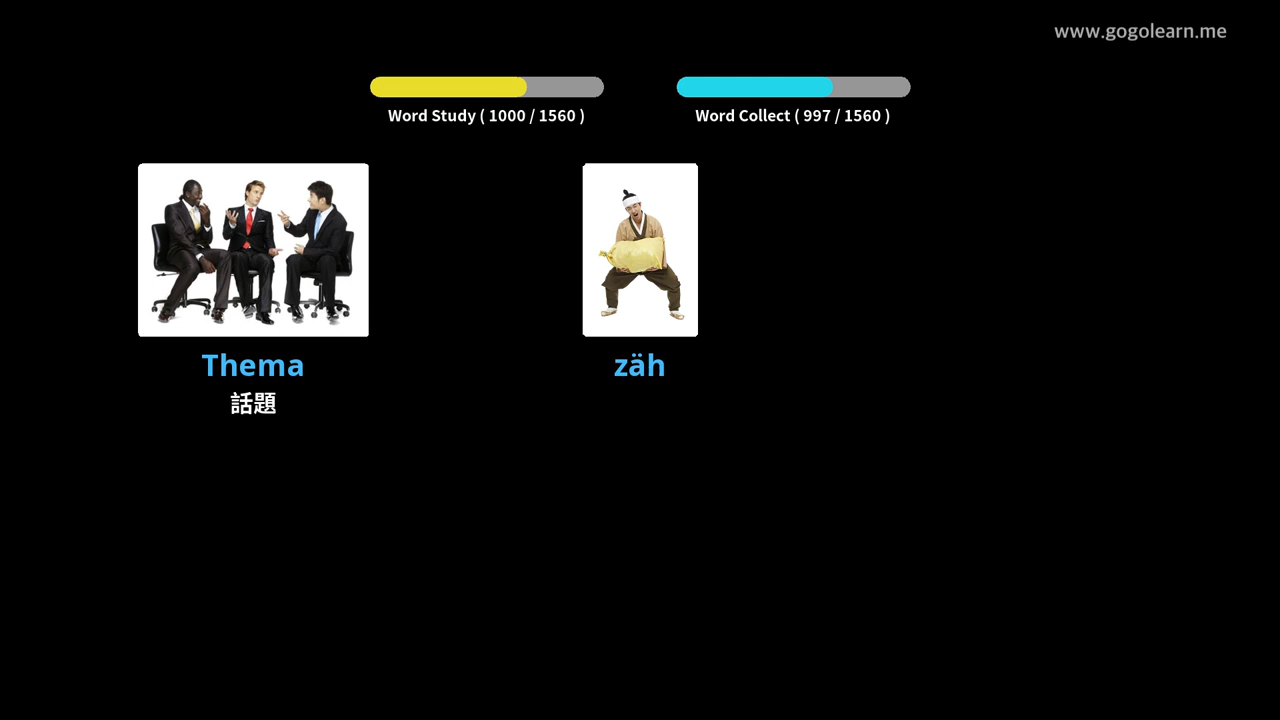 www.gogolearn.me
Word Study ( 1000 / 1560 )
Word Collect ( 997 / 1560 )
Thema
話題
zäh